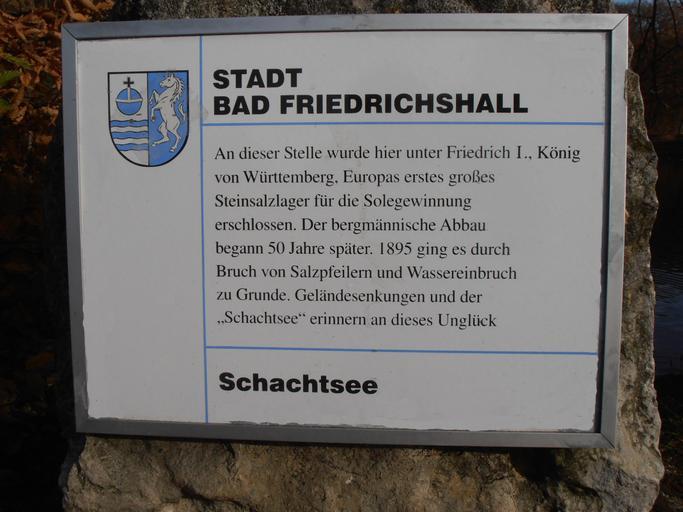 STADT
BAD FRIEDRICHSHALL
An dieser Stelle wurde hier unter Friedrich I., König
von Württemberg, Europas erstes großes
Steinsalzlager für die Solegewinnung
erschlossen. Der bergmännische Abbau
begann 50 Jahre später. 1895 ging es durch
Bruch von Salzpfeilern und Wassereinbruch
zu Grunde. Geländesenkungen und der
„Schachtsee“ erinnern an dieses Unglück
Schachtsee